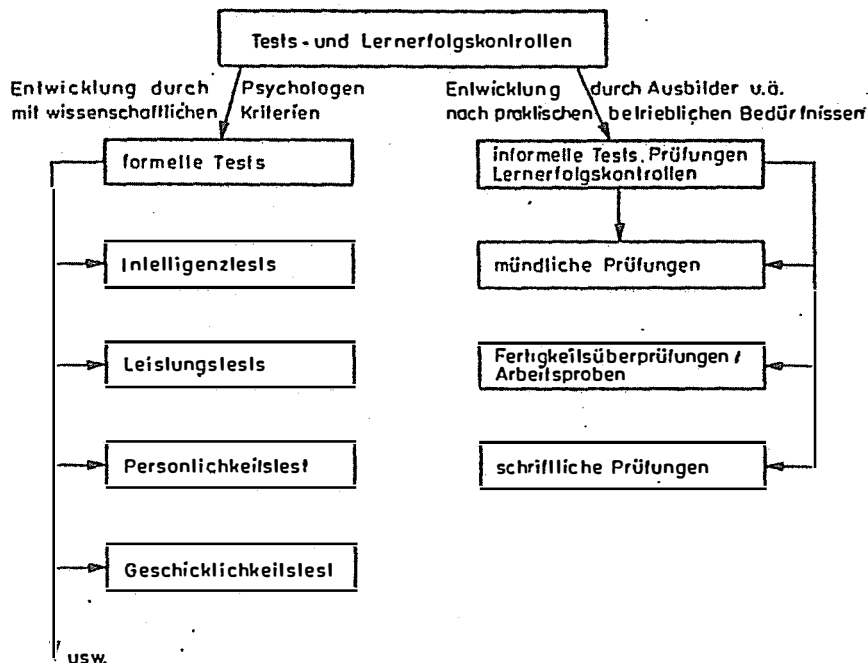 Tests-und Lernerfolgskontrollen
Entwicklung durch Psychologen
mit wissenschaftlichen Kriterien
Entwicklung durch Ausbilder u.ä.
nach praktischen betrieblichen Bedürfnissen
formelle Tests
informelle Tests, Prüfungen
Lernerfolgskontrollen
Intelligenztests
mündliche Prüfungen
Leistungstests
Fertigkeitsüberprüfungen /
Arbeitsproben
Persönlichkeitstest
schriftliche Prüfungen
Geschicklichkeitstest
usw.